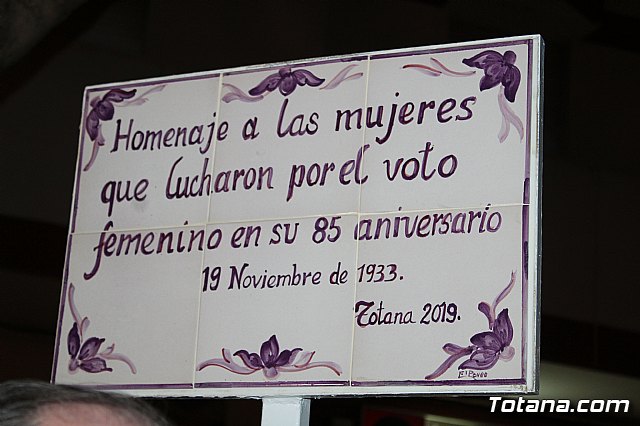 Homenaje a las mujeres
que lucharon por el voto
femenino en su 85 aniversario
19 Noviembre de 1933.
Totana 2019.
www.Totana.com